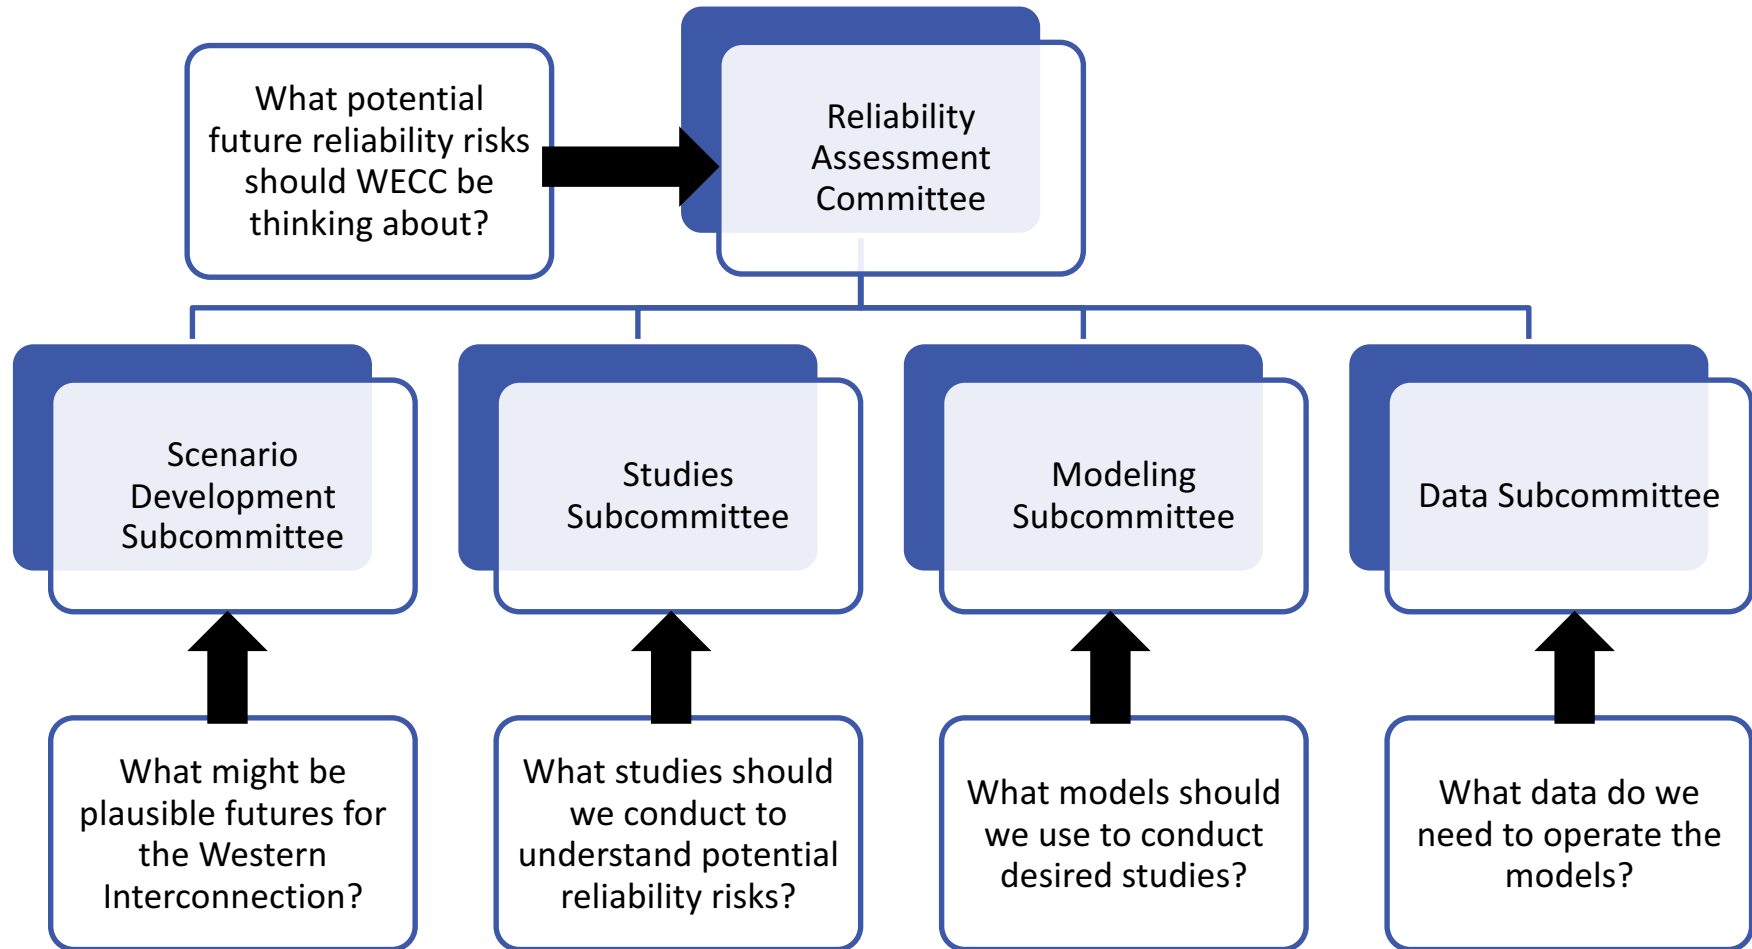 What potential
future reliability risks
should WECC be
thinking about?
Reliability
Assessment
Committee
Scenario
Development
Subcommittee
Studies
Subcommittee
Modeling
Subcommittee
Data Subcommittee
What might be
plausible futures for
the Western
Interconnection?
What studies should
we conduct to
understand potential
reliability risks?
What models should
we use to conduct
desired studies?
What data do we
need to operate the
models?